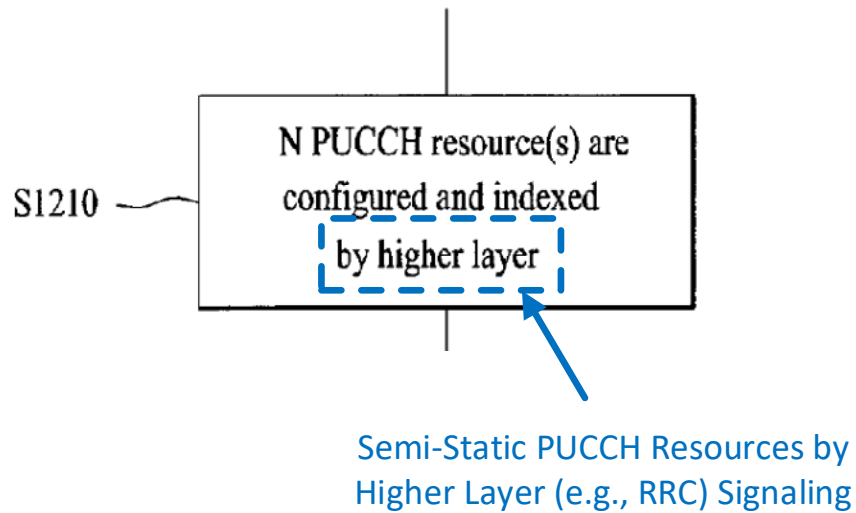 N PUCCH resource(s) are
configured and indexed
by higher layer
S1210
Semi-Static PUCCH Resources by
Higher Layer (e.g., RRC) Signaling